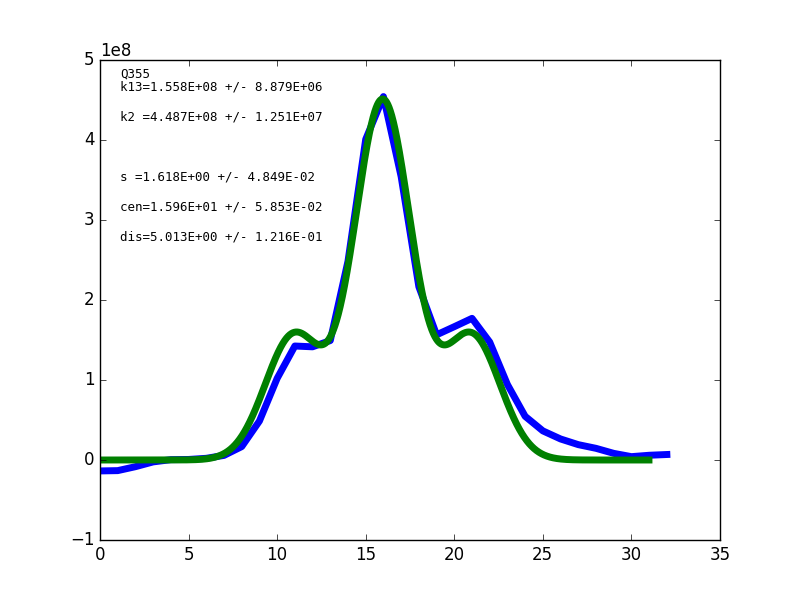 1e8
5
Q355
k13=1.558E+08 +/- 8.879E+06
k2 =4.487E+08 +/- 1.251E+07
4
s =1.618E+00 +/- 4.849E-02
cen=1.596E+01 +/- 5.853E-02
3
dis=5.013E+00 +/- 1.216E-01
2
1
0
−1
0 5 10 15 20 25 30 35